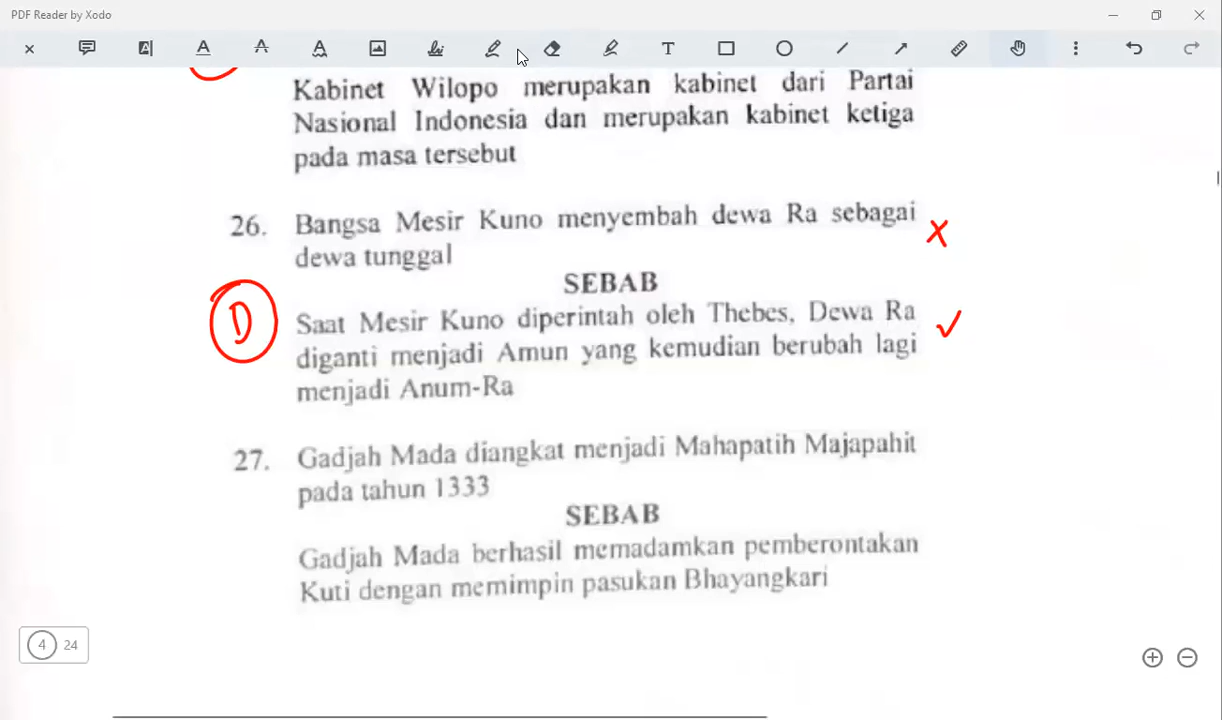 PDF Reader by Xodo
Kabinet Wilopo merupakan kabinet dari Partai
Nasional Indonesia dan merupakan kabinet ketiga
pada masa tersebut
26. Bangsa Mesir Kuno menyembah dewa Ra sebagai
dewa tunggal
X
SEBAB
D
Saat Mesir Kuno diperintah oleh Thebes, Dewa Ra
diganti menjadi Amun yang kemudian berubah lagi
menjadi Anum-Ra
27. Gadjah Mada diangkat menjadi Mahapatih Majapahit
pada tahun 1333
SEBAB
Gadjah Mada berhasil memadamkan pemberontakan
Kuti dengan memimpin pasukan Bhayangkari
4 24